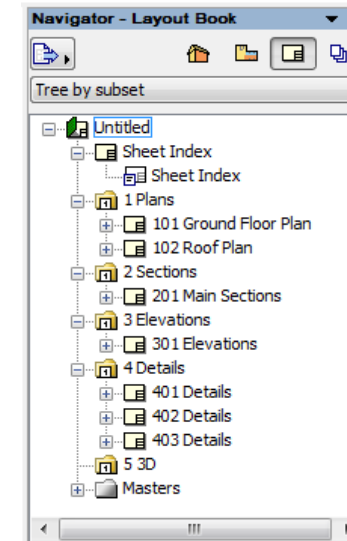 Navigator - Layout Book
Tree by subset
Untitled
Sheet Index
Sheet Index
1 Plans
101 Ground Floor Plan
102 Roof Plan
2 Sections
201 Main Sections
3 Elevations
301 Elevations
4 Details
401 Details
402 Details
403 Details
5 3D
Masters